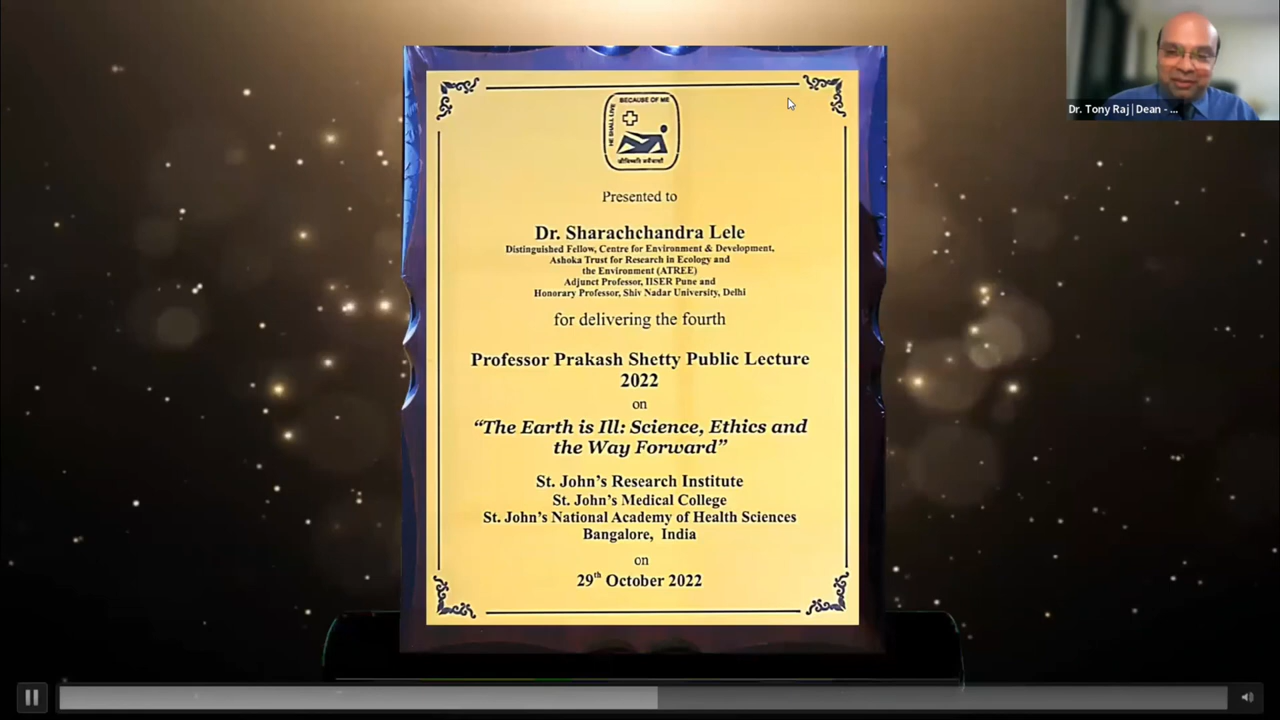 BECAUSE OF ME
HE SHALL LIVE
Presented to
Dr. Sharachchandra Lele
Distinguished Fellow, Centre for Environment & Development,
Ashoka Trust for Research in Ecology and
the Environment (ATREE)
Adjunct Professor, IISER Pune and
Honorary Professor, Shiv Nadar University, Delhi
for delivering the fourth
Professor Prakash Shetty Public Lecture
2022
on
“The Earth is Ill: Science, Ethics and
the Way Forward”
St. John’s Research Institute
St. John’s Medical College
St. John’s National Academy of Health Sciences
Bangalore, India
on
29th October 2022
Dr. Tony Raj | Dean - ...